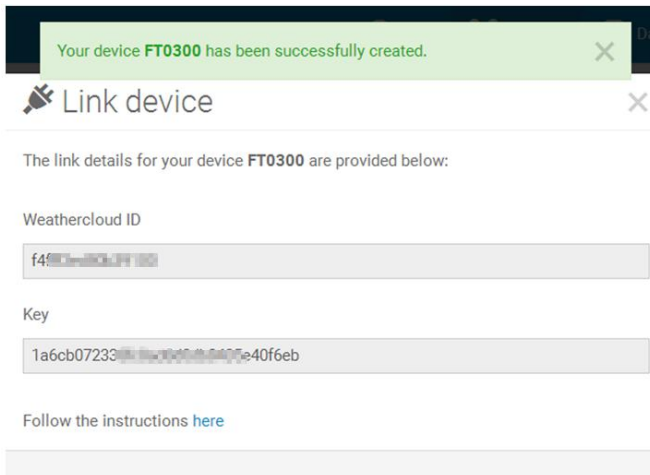 Your device FT0300 has been successfully created.
Link device
The link details for your device FT0300 are provided below:
Weathercloud ID
Key
Follow the instructions here